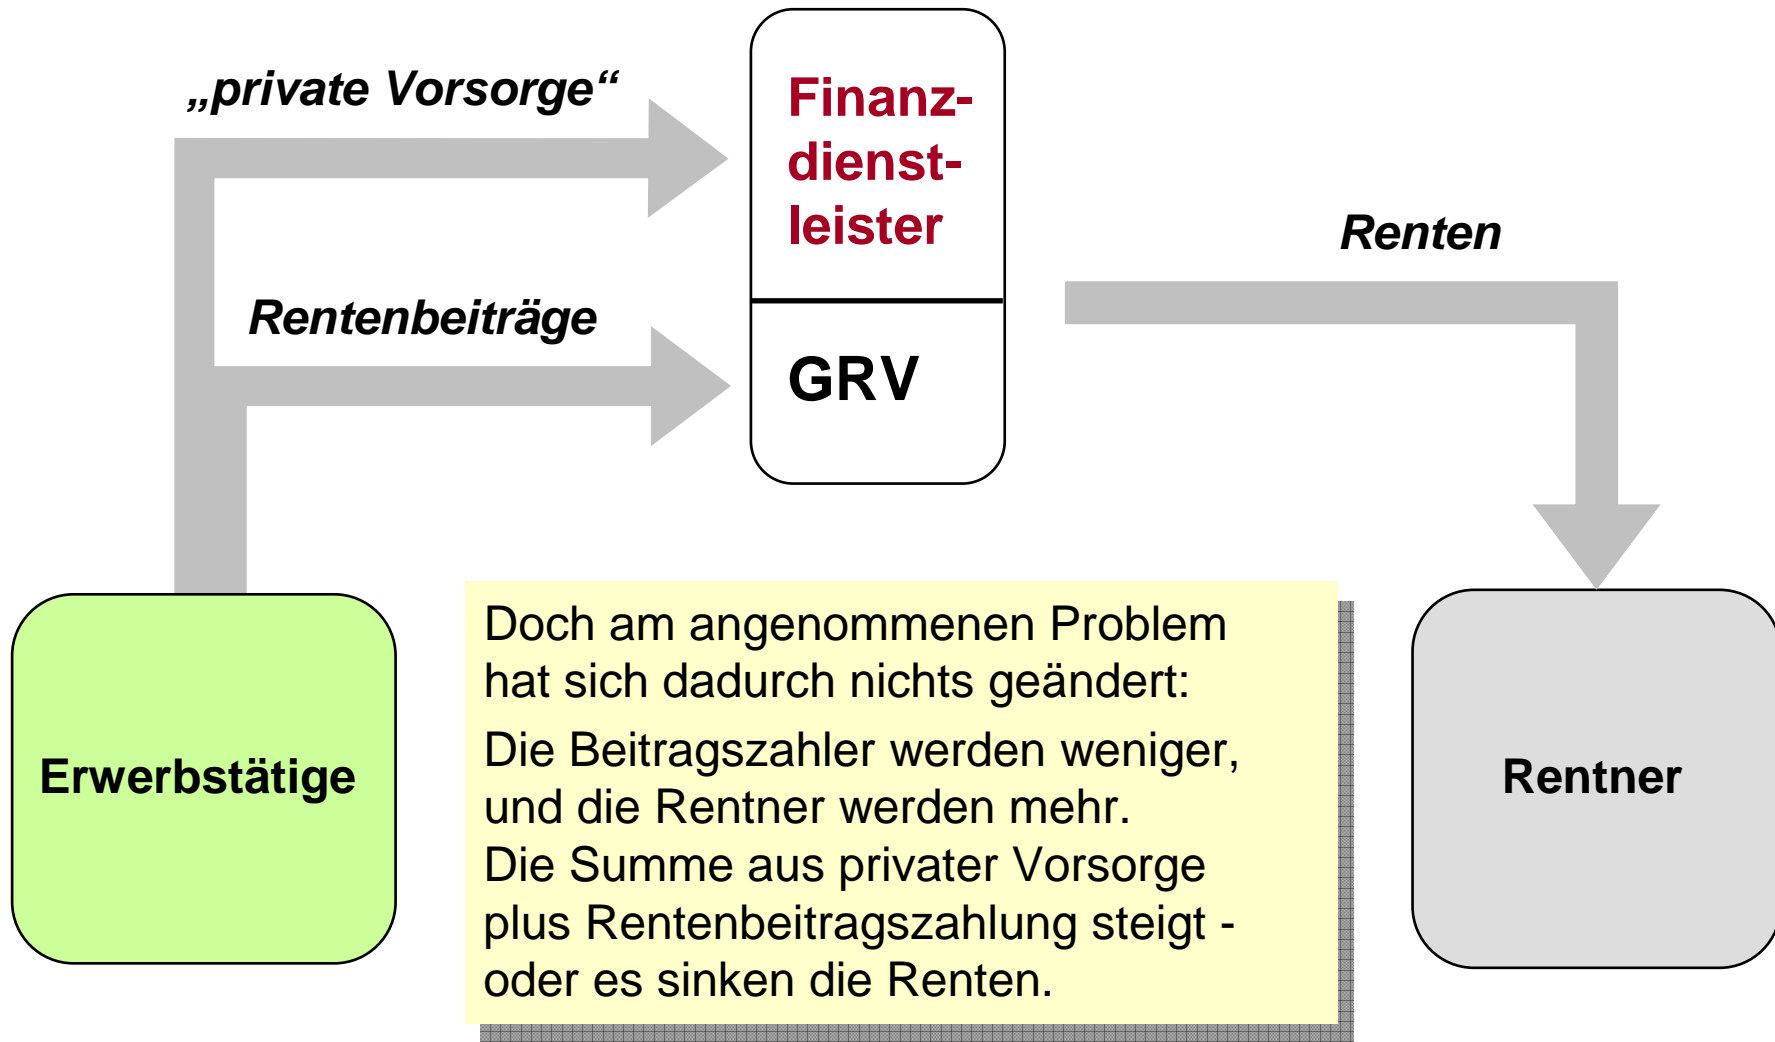 „private Vorsorge“
Finanz-
dienst-
leister
Renten
Rentenbeiträge
GRV
Erwerbstätige
Doch am angenommenen Problem
hat sich dadurch nichts geändert:
Die Beitragszahler werden weniger,
und die Rentner werden mehr.
Die Summe aus privater Vorsorge
plus Rentenbeitragszahlung steigt -
oder es sinken die Renten.
Rentner